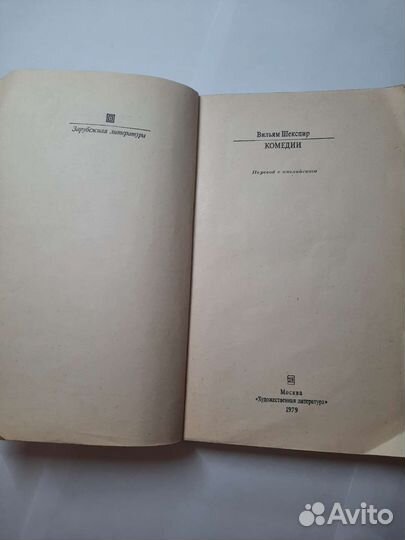 Зарубежная литература
Вильям Шекспир
КОМЕДИИ
Перевод с английского
Москва
«Художественная литература»
1979
Avito